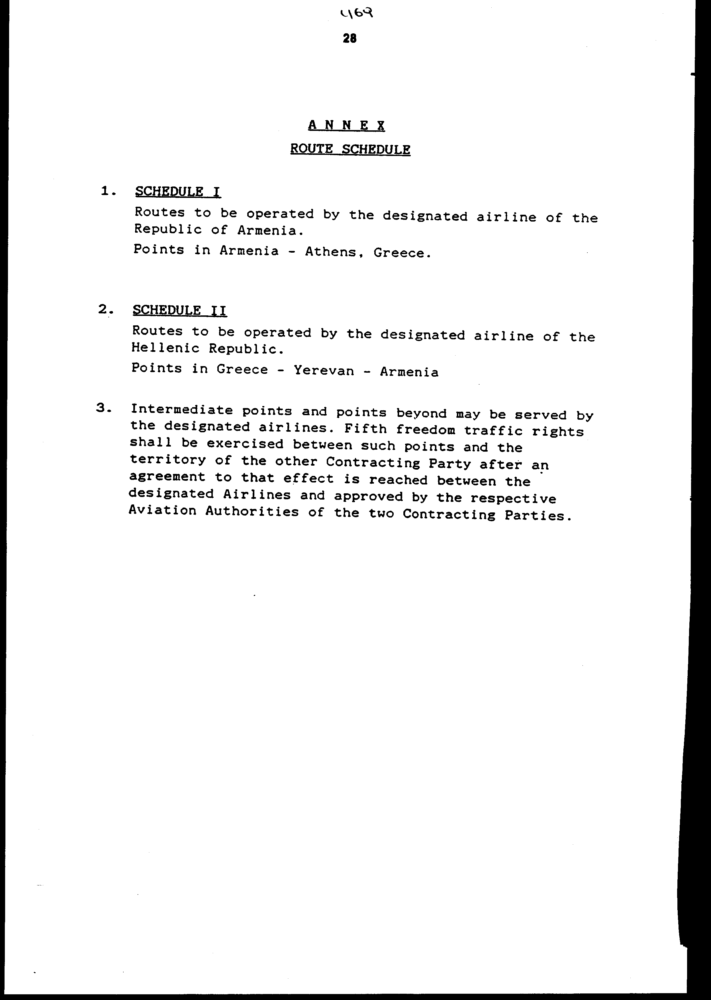 469
28
A N N E X
ROUTE SCHEDULE
1. SCHEDULE I
Routes to be operated by the designated airline of the
Republic of Armenia.
Points in Armenia - Athens, Greece.
2. SCHEDULE II
Routes to be operated by the designated airline of the
Hellenic Republic.
Points in Greece - Yerevan - Armenia
3. Intermediate points and points beyond may be served by
the designated airlines. Fifth freedom traffic rights
shall be exercised between such points and the
territory of the other Contracting Party after an
agreement to that effect is reached between the
designated Airlines and approved by the respective
Aviation Authorities of the two Contracting Parties.